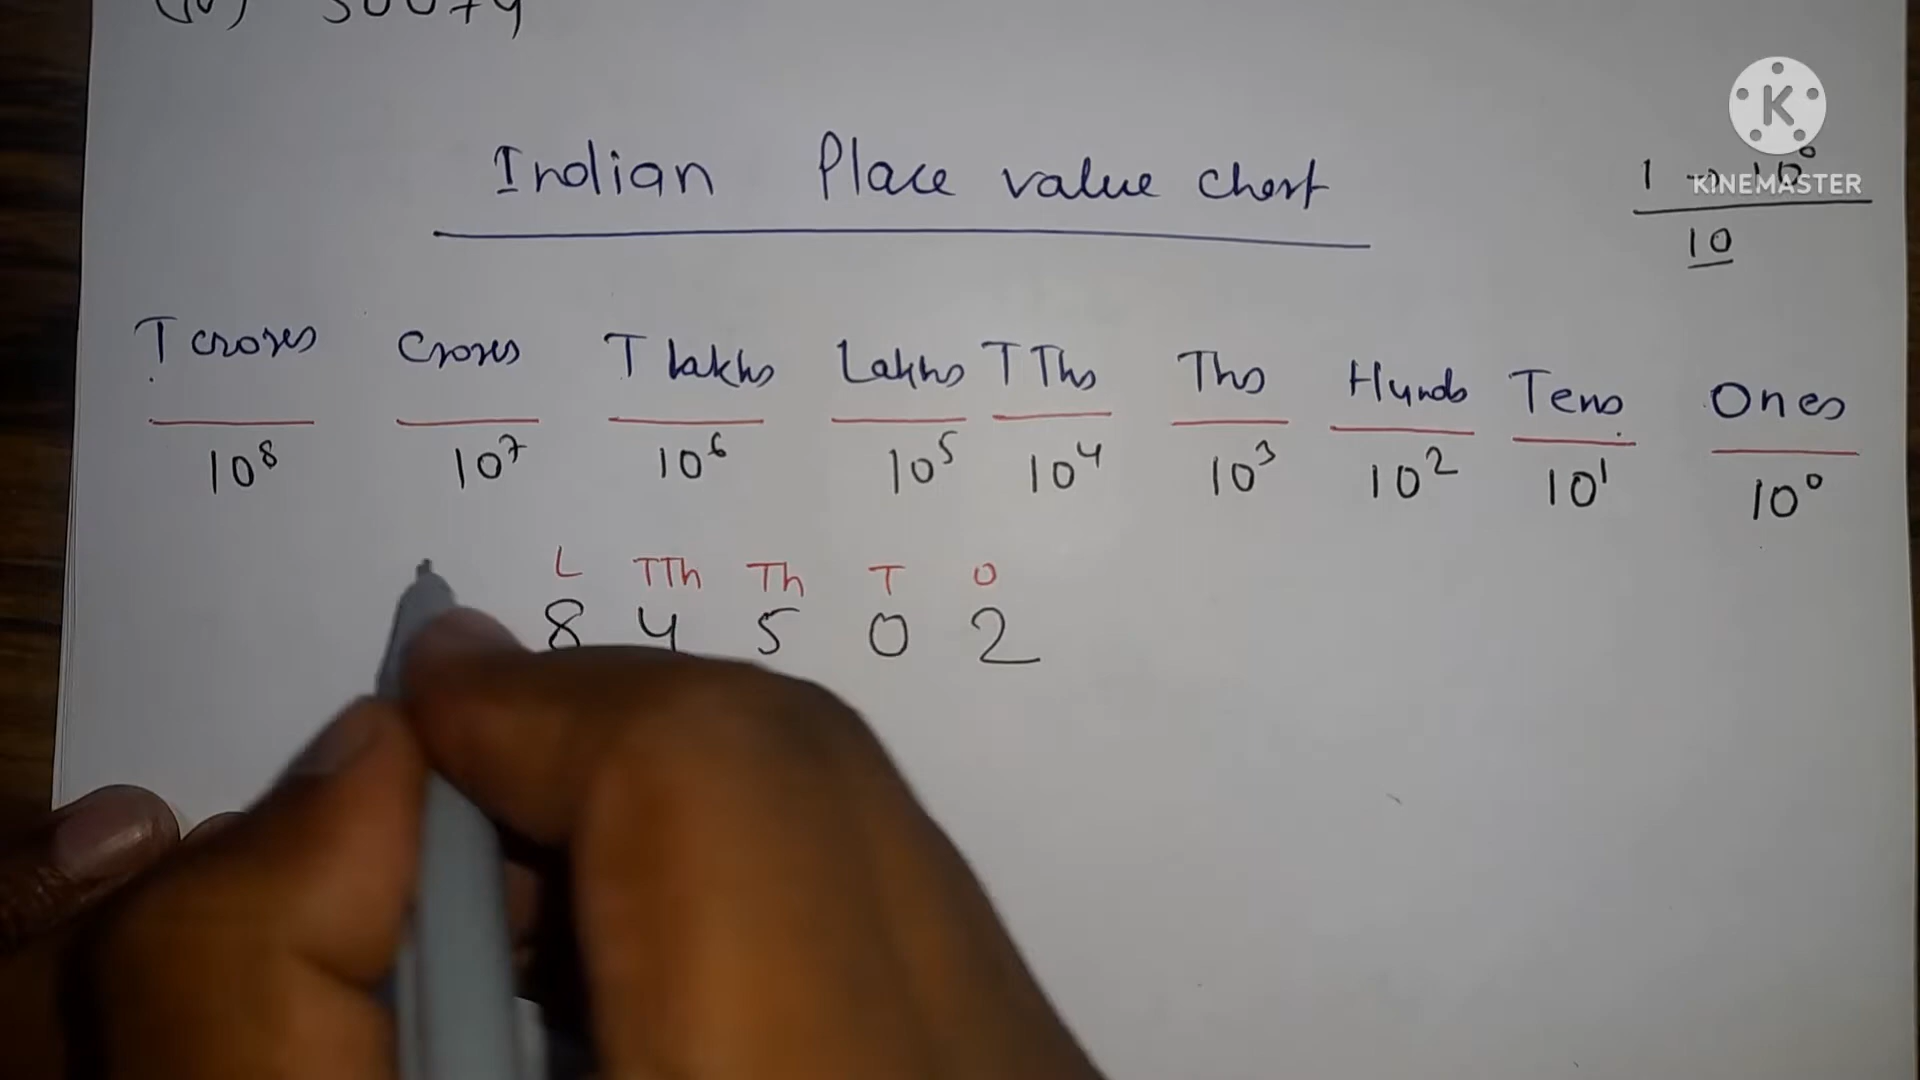 Indian Place value chart
K
KINEMASTER
10
T crores Crores T lakhs Lakhs T Ths Ths Hunds Tens Ones
10⁸ 10⁷ 10⁶ 10⁵ 10⁴ 10³ 10² 10¹ 10⁰
L TTh Th T O
8 4 5 0 2